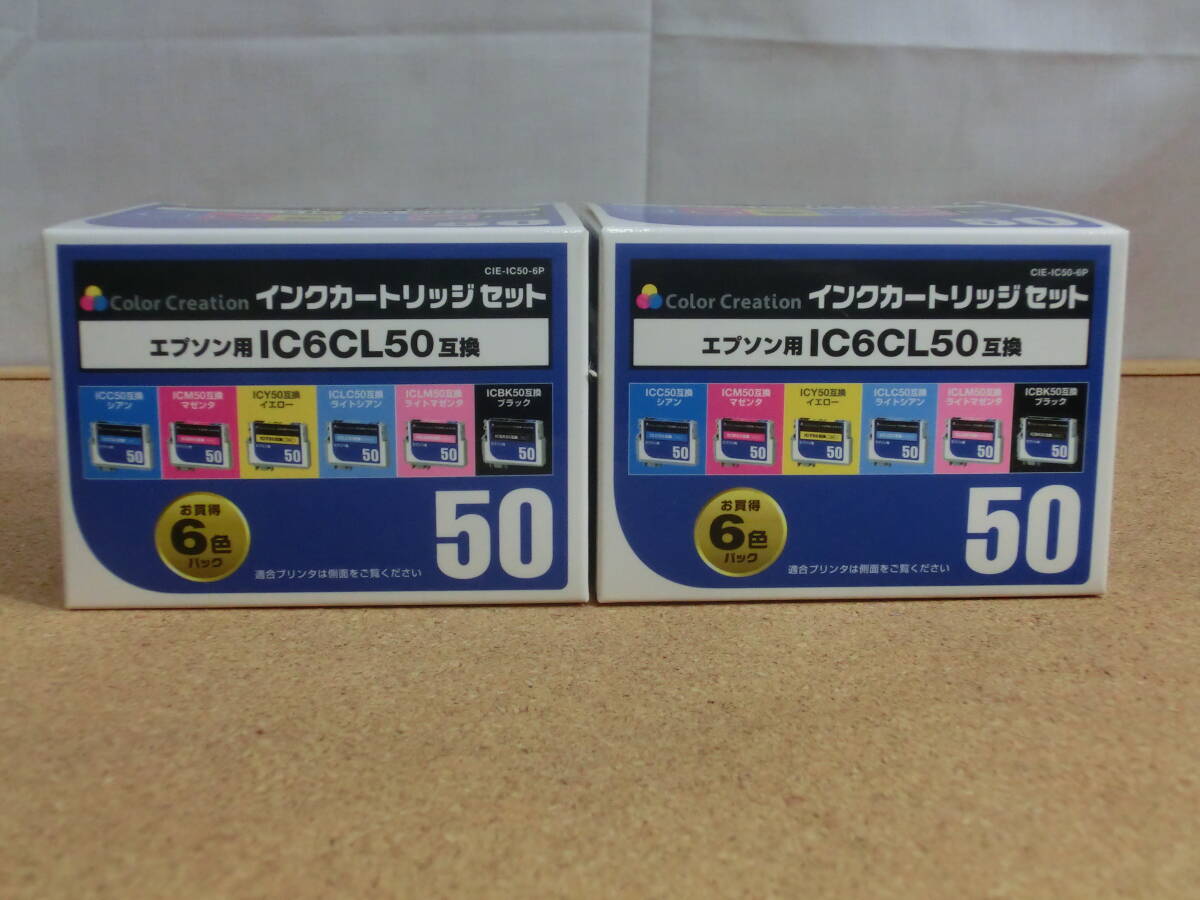 CIE-IC50-6P
Color Creation インクカートリッジ セット
エプソン用 IC6CL50 互換
ICC50互換 ICM50互換 ICY50互換 ICLC50互換 ICLM50互換 ICBK50互換
シアン マゼンタ イエロー ライトシアン ライトマゼンタ ブラック
50 50 50 50 50 50
お買得
6色
パック
50
適合プリンタは側面をご覧ください
CIE-IC50-6P
Color Creation インクカートリッジ セット
エプソン用 IC6CL50 互換
ICC50互換 ICM50互換 ICY50互換 ICLC50互換 ICLM50互換 ICBK50互換
シアン マゼンタ イエロー ライトシアン ライトマゼンタ ブラック
50 50 50 50 50 50
お買得
6色
パック
50
適合プリンタは側面をご覧ください